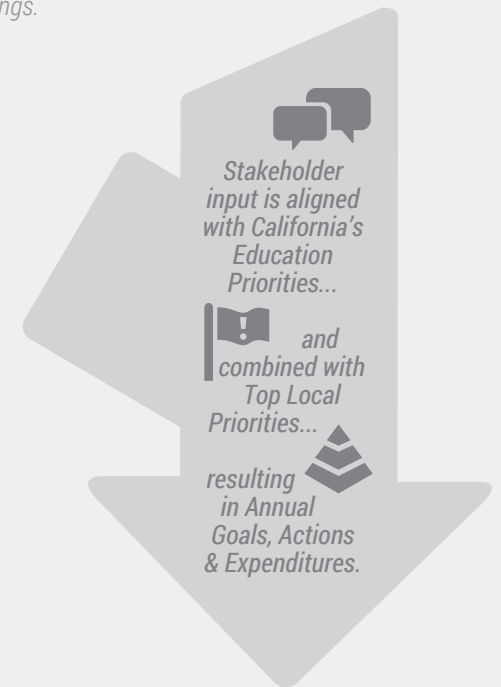 ngs.
Stakeholder
input is aligned
with California's
Education
Priorities...
!
and
combined with
Top Local
Priorities...
resulting
in Annual
Goals, Actions
& Expenditures.